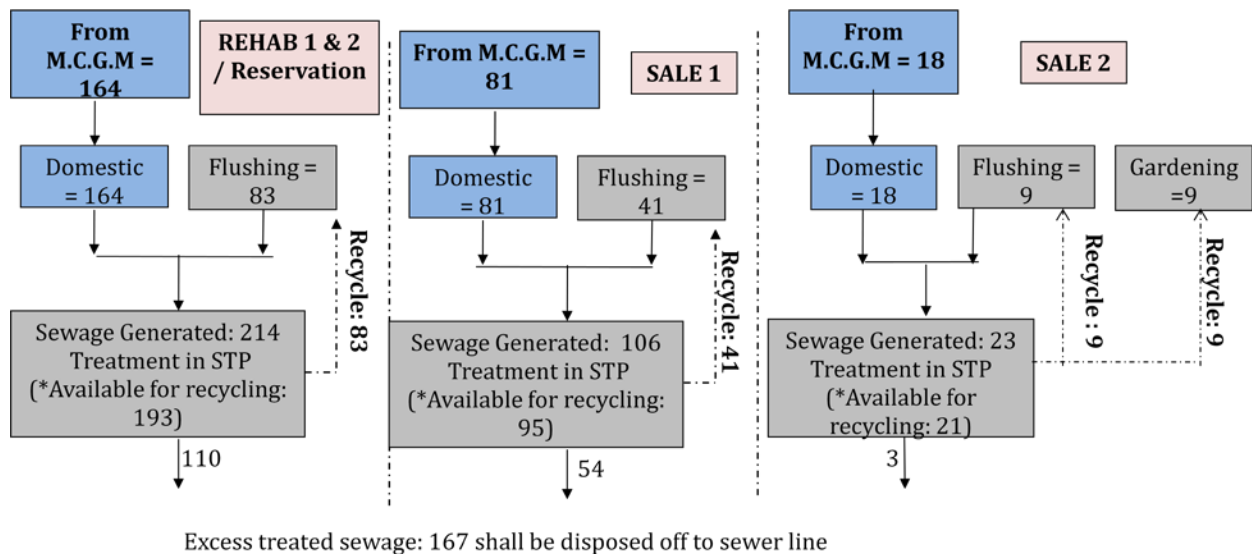 From
M.C.G.M =
164
REHAB 1 & 2
/ Reservation
Domestic
= 164
Flushing =
83
Recycle: 83
Sewage Generated: 214
Treatment in STP
(*Available for recycling:
193)
110
From M.C.G.M =
81
SALE 1
Domestic
= 81
Flushing =
41
Recycle: 41
Sewage Generated: 106
Treatment in STP
(*Available for recycling:
95)
54
From
M.C.G.M = 18
SALE 2
Domestic
= 18
Flushing =
9
Gardening
=9
Recycle : 9
Recycle: 9
Sewage Generated: 23
Treatment in STP
(*Available for
recycling: 21)
3
Excess treated sewage: 167 shall be disposed off to sewer line